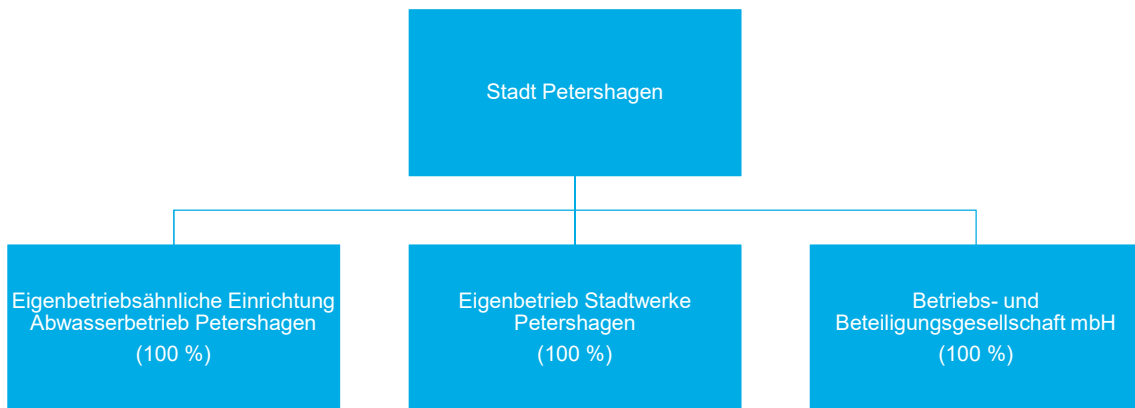 Stadt Petershagen
Eigenbetriebsähnliche Einrichtung
Abwasserbetrieb Petershagen
(100 %)
Eigenbetrieb Stadtwerke
Petershagen
(100 %)
Betriebs- und
Beteiligungsgesellschaft mbH
(100 %)